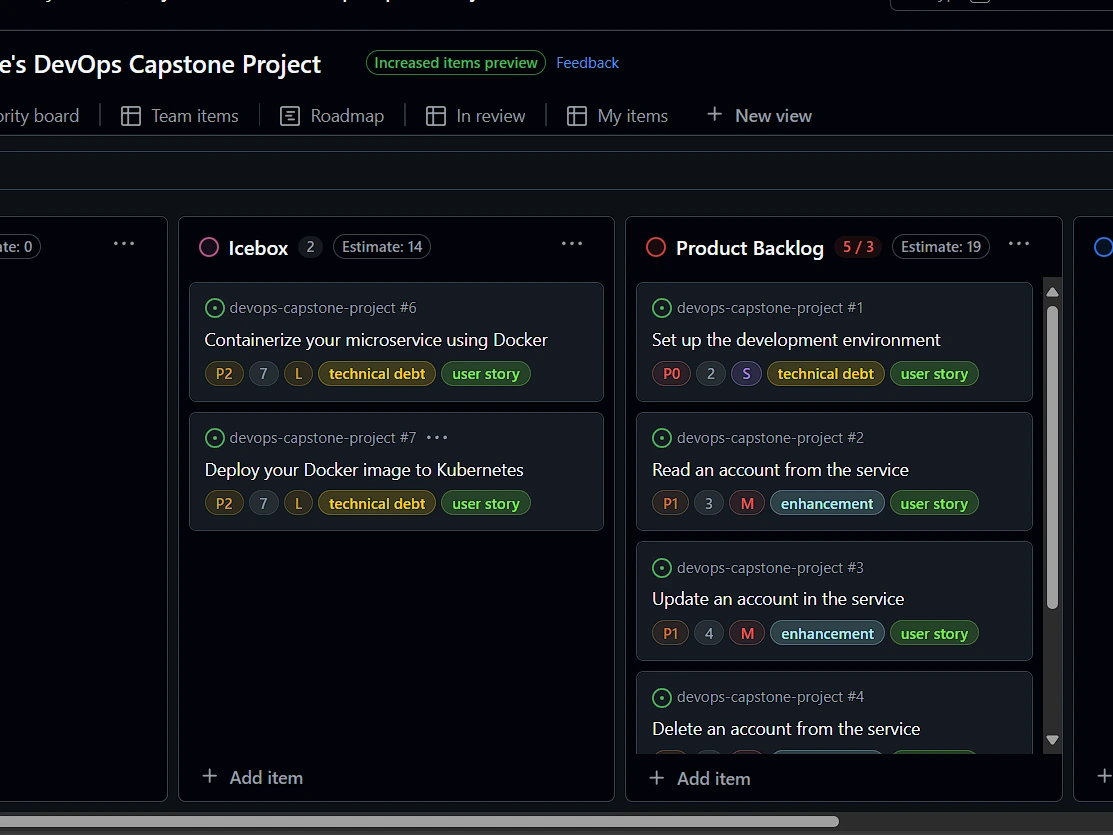 e's DevOps Capstone Project Increased items preview Feedback
ority board Team items Roadmap In review My items + New view
ate: 0 ...
Icebox 2 Estimate: 14 ...
devops-capstone-project #6
Containerize your microservice using Docker
P2 7 L technical debt user story
devops-capstone-project #7 ...
Deploy your Docker image to Kubernetes
P2 7 L technical debt user story
+ Add item
Product Backlog 5 / 3 Estimate: 19 ...
devops-capstone-project #1
Set up the development environment
P0 2 S technical debt user story
devops-capstone-project #2
Read an account from the service
P1 3 M enhancement user story
devops-capstone-project #3
Update an account in the service
P1 4 M enhancement user story
devops-capstone-project #4
Delete an account from the service
+ Add item
+